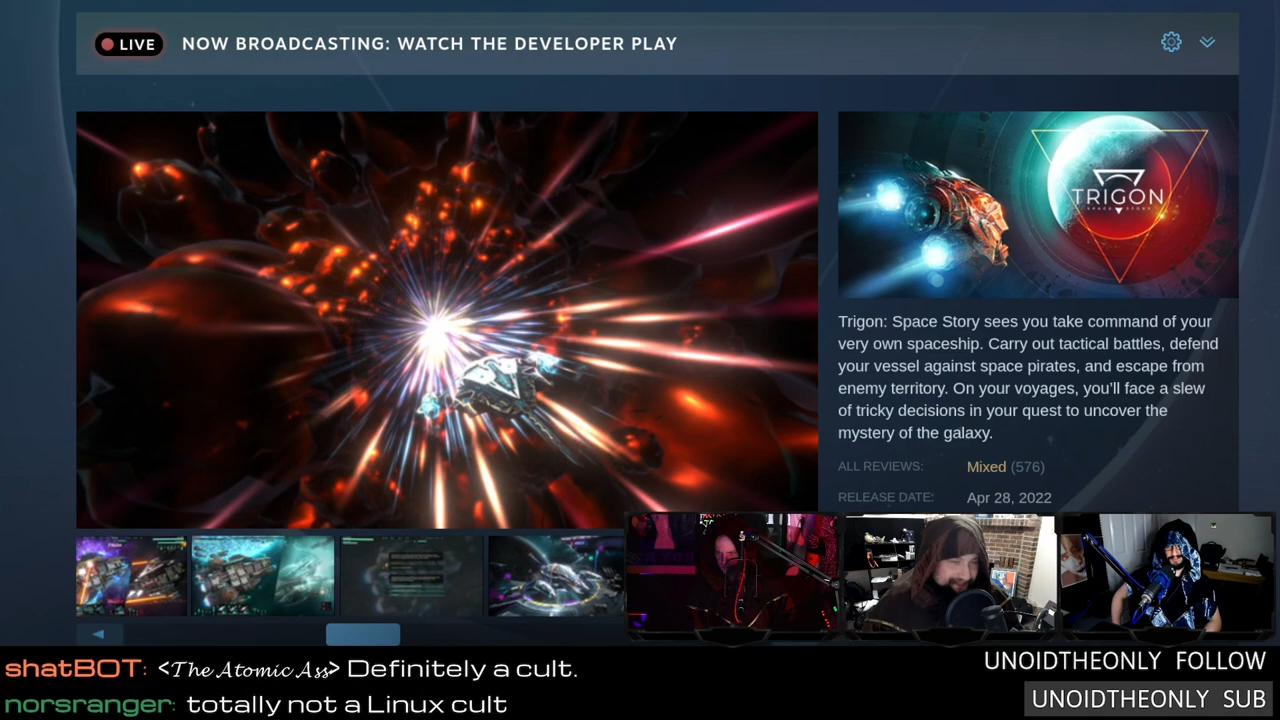 LIVE
NOW BROADCASTING: WATCH THE DEVELOPER PLAY
TRIGON
SPACE STORY
Trigon: Space Story sees you take command of your
very own spaceship. Carry out tactical battles, defend
your vessel against space pirates, and escape from
enemy territory. On your voyages, you'll face a slew
of tricky decisions in your quest to uncover the
mystery of the galaxy.
ALL REVIEWS: Mixed (576)
RELEASE DATE: Apr 28, 2022
shatBOT: <The Atomic Ass> Definitely a cult.
norsranger: totally not a Linux cult
UNOIDTHEONLY FOLLOW
UNOIDTHEONLY SUB